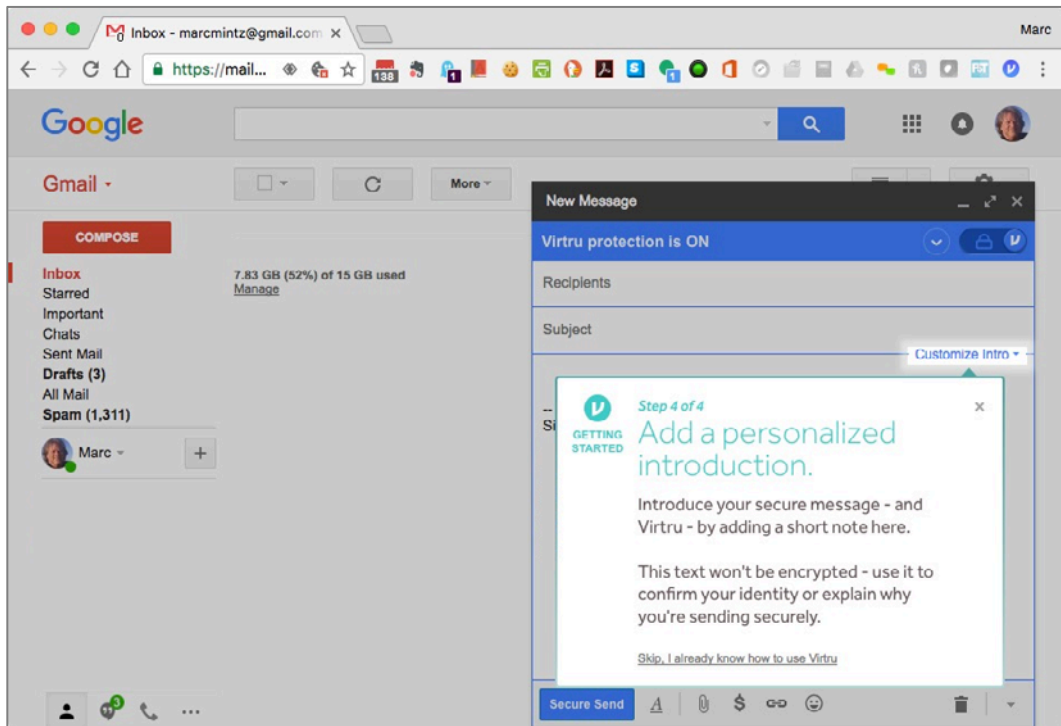 Inbox - marcmintz@gmail.com
Marc
https://mail...
138
1
1
Google
Gmail
More
COMPOSE
Inbox
Starred
Important
Chats
Sent Mail
Drafts (3)
All Mail
Spam (1,311)
Marc
3
7.83 GB (52%) of 15 GB used
Manage
New Message
Virtru protection is ON
Recipients
Subject
Customize Intro
--
Si
GETTING
STARTED
Step 4 of 4
Add a personalized
introduction.
Introduce your secure message - and
Virtru - by adding a short note here.
This text won't be encrypted - use it to
confirm your identity or explain why
you're sending securely.
Skip, I already know how to use Virtru
Secure Send